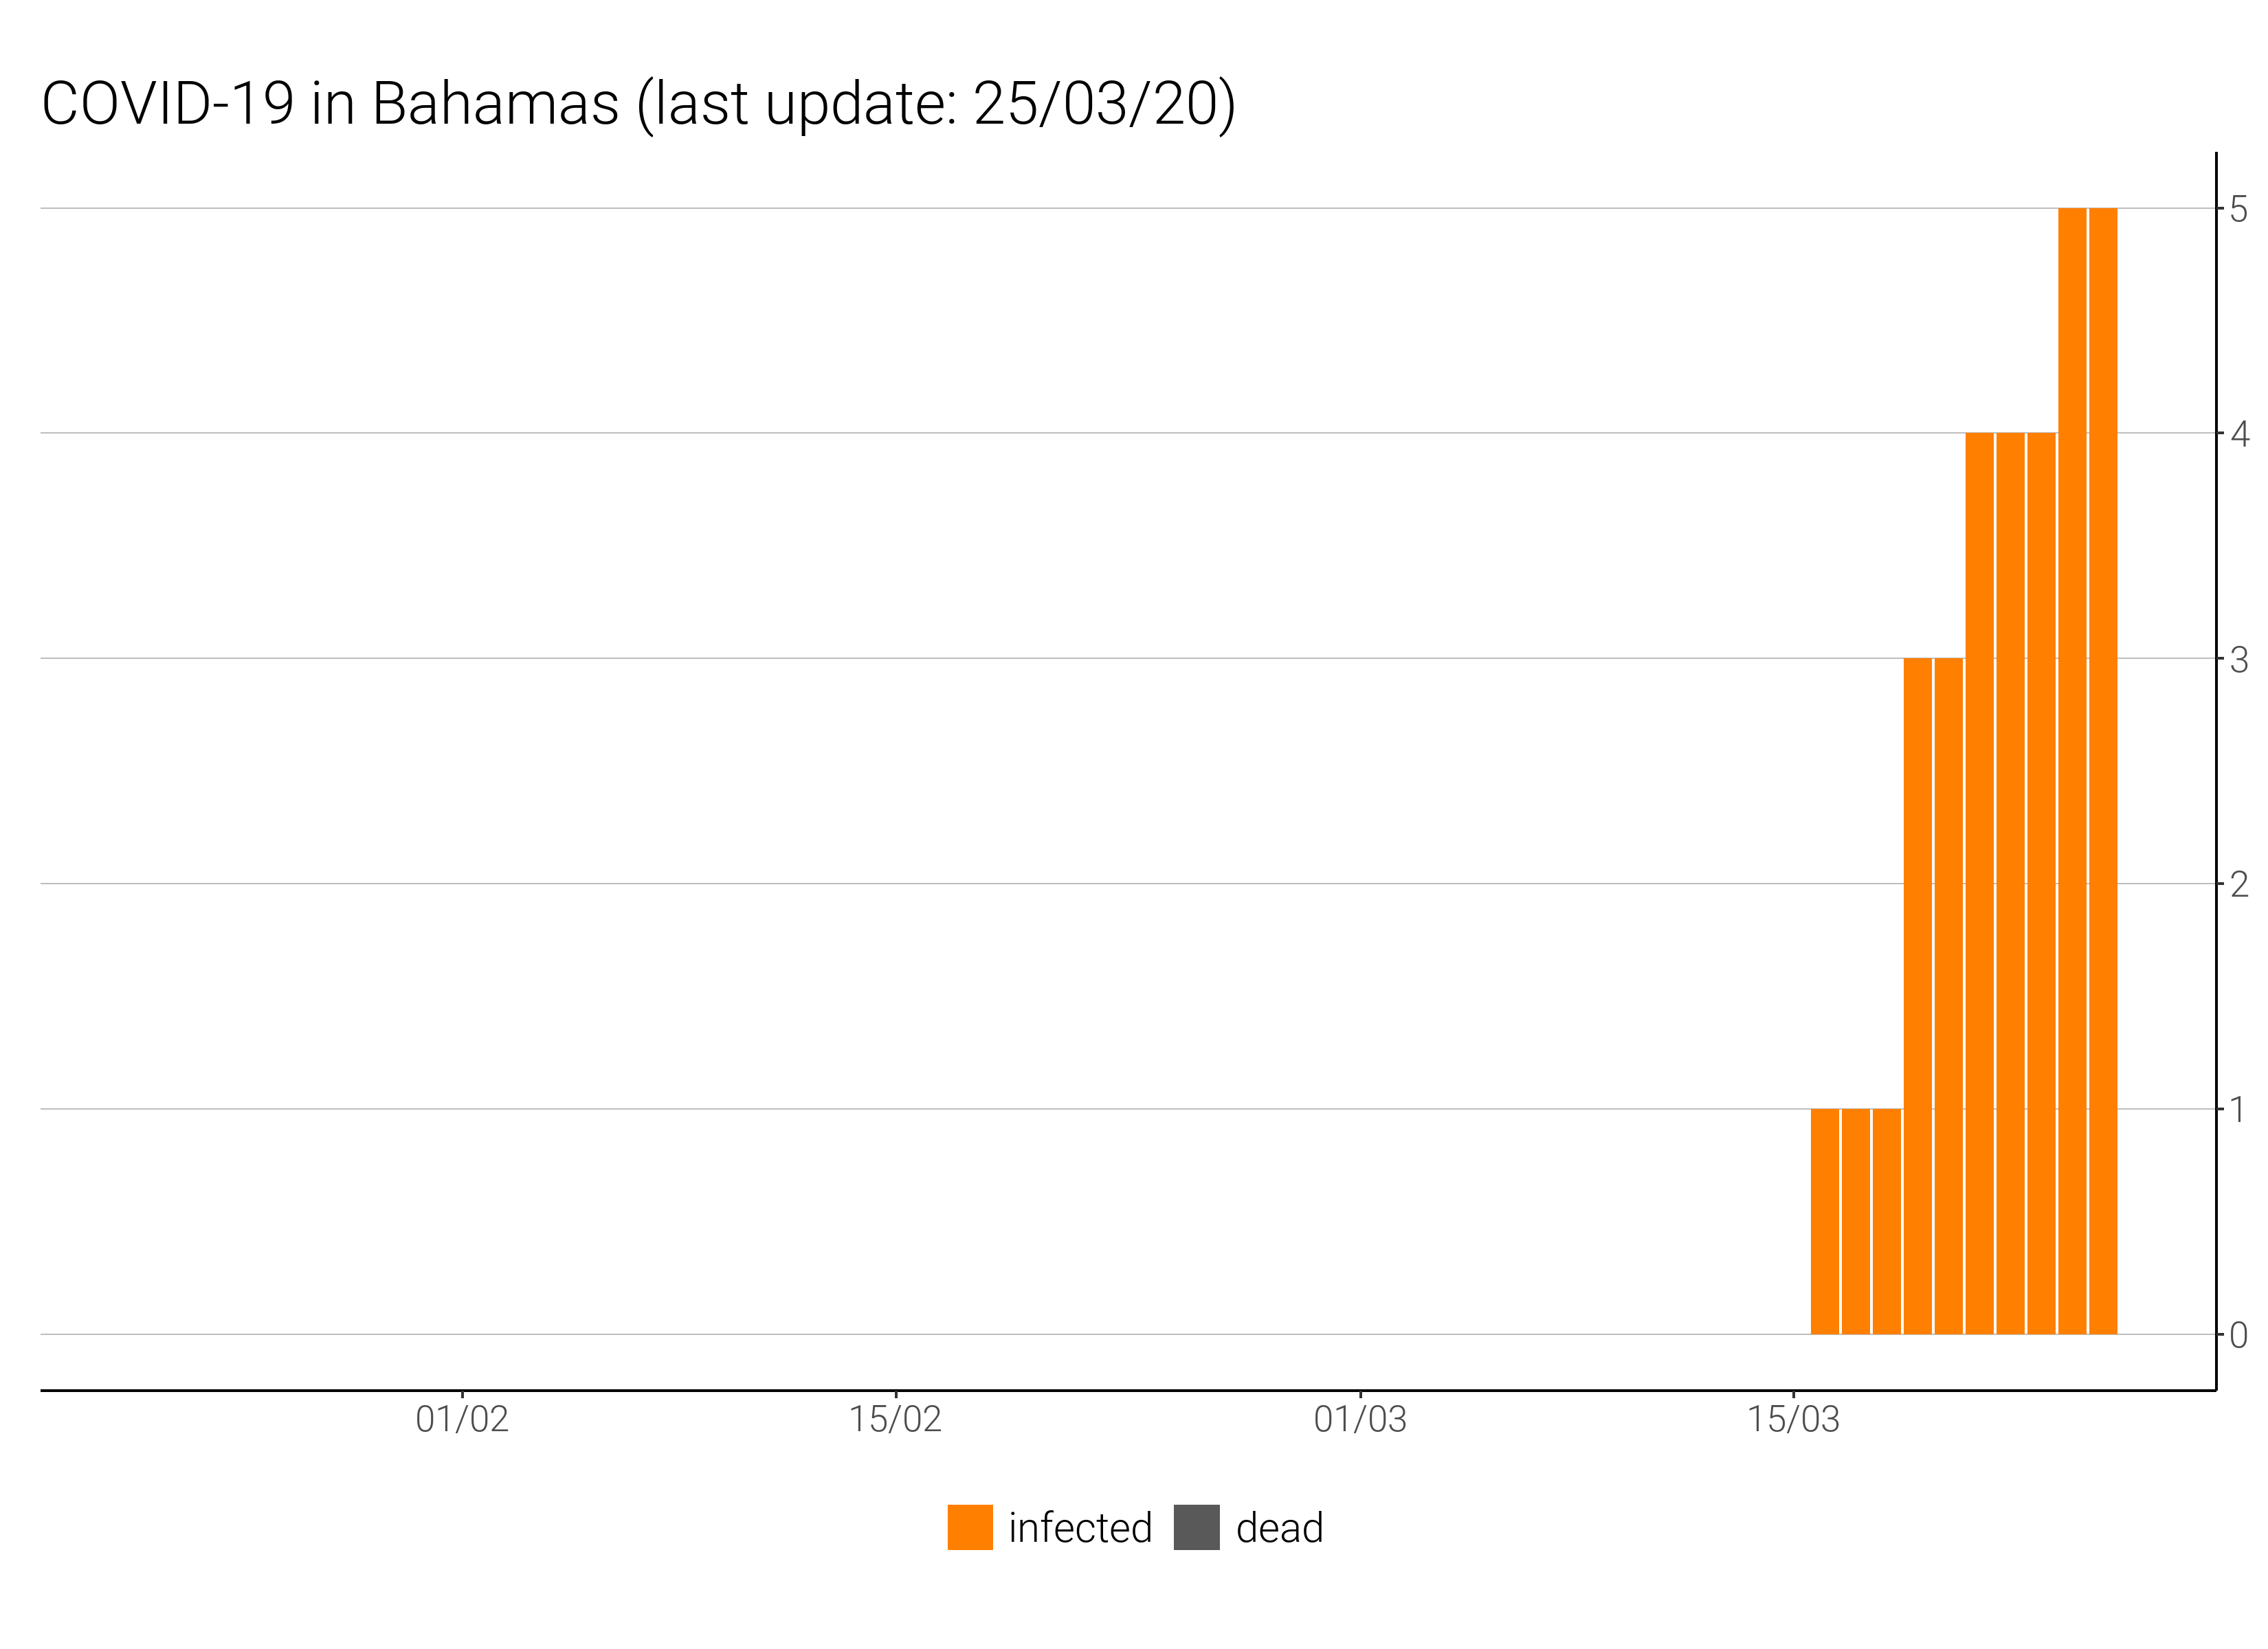 COVID-19 in Bahamas (last update: 25/03/20)
5
4
3
2
1
0
01/02 15/02 01/03 15/03
infected dead